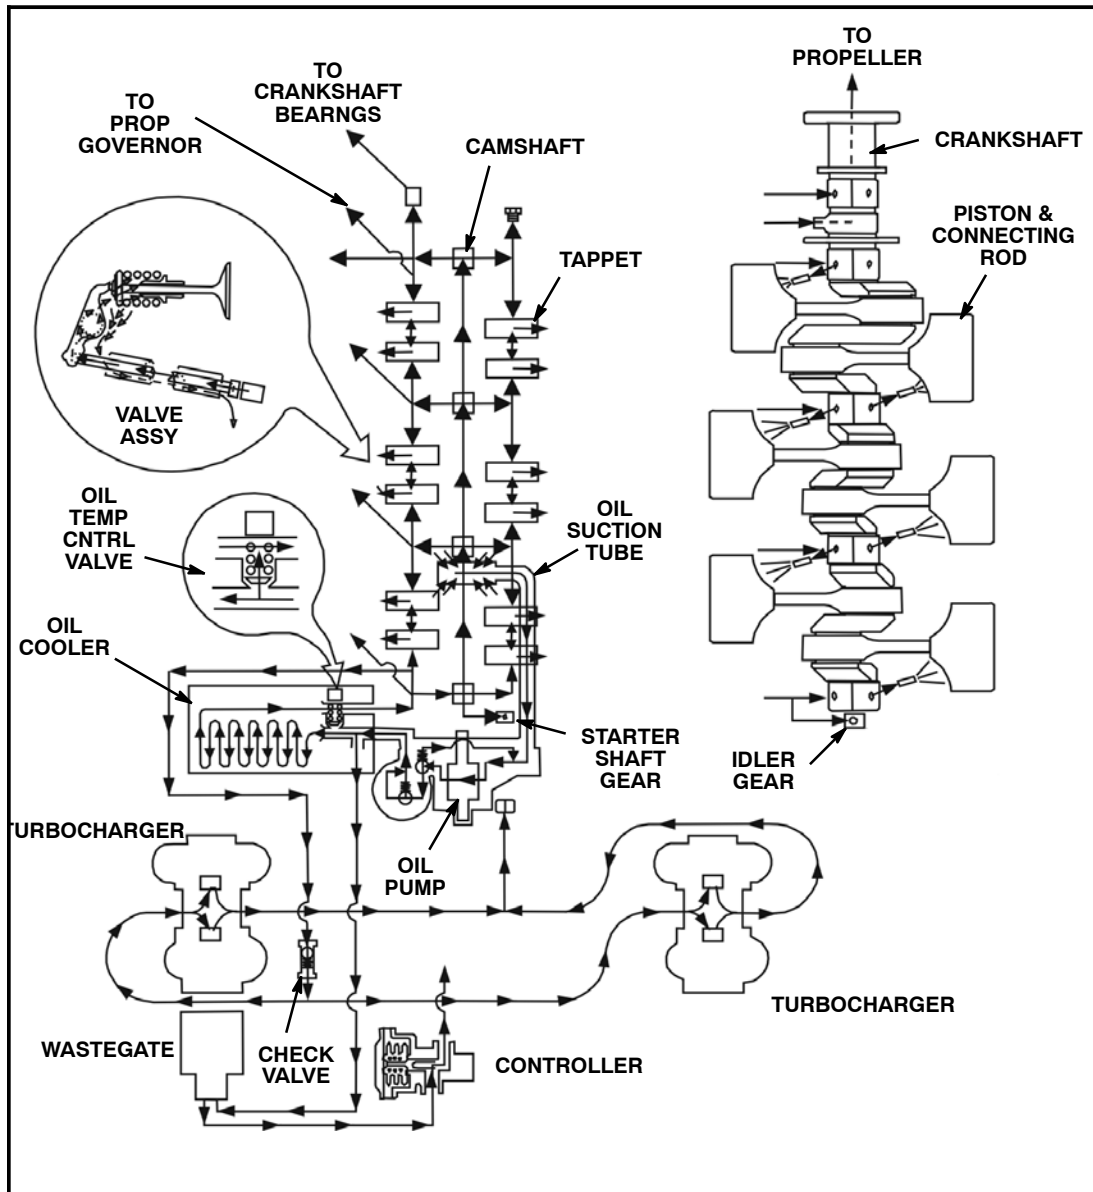 TO
PROPELLER
TO
CRANKSHAFT
BEARNGS
TO
PROP
GOVERNOR
CAMSHAFT
CRANKSHAFT
PISTON &
CONNECTING
ROD
TAPPET
VALVE
ASSY
OIL
TEMP
CNTRL
VALVE
OIL
SUCTION
TUBE
OIL
COOLER
STARTER
SHAFT
GEAR
IDLER
GEAR
TURBOCHARGER
OIL
PUMP
TURBOCHARGER
WASTEGATE
CHECK
VALVE
CONTROLLER